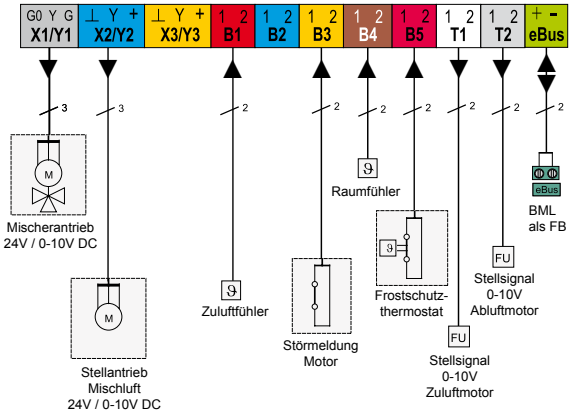 G0 Y G ⊥ Y + ⊥ Y + 1 2 1 2 1 2 1 2 1 2 1 2 1 2 + -
X1/Y1 X2/Y2 X3/Y3 B1 B2 B3 B4 B5 T1 T2 eBus
3 3 2 2 2 2 2 2 2
M
Mischerantrieb
24V / 0-10V DC
M
Stellantrieb
Mischluft
24V / 0-10V DC
ϑ
Zuluftfühler
Störmeldung
Motor
ϑ
Raumfühler
ϑ
Frostschutz-
thermostat
FU
Stellsignal
0-10V
Zuluftmotor
FU
Stellsignal
0-10V
Abluftmotor
eBus
BML
als FB